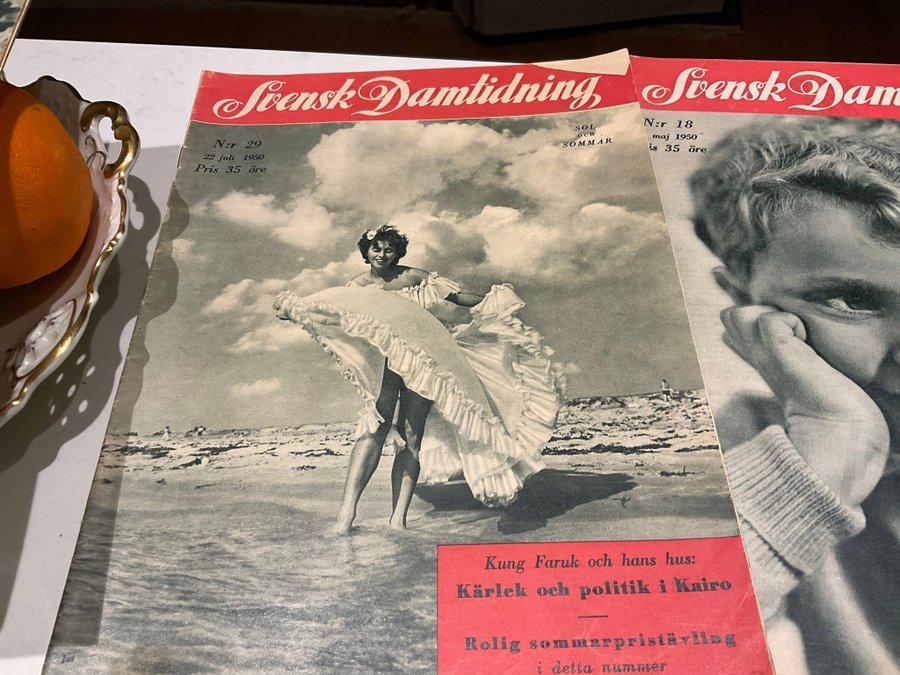 Svensk Damtidning
N:r 29
22 juli 1950
Pris 35 öre
SOL
OCH
SOMMAR
Kung Faruk och hans hus:
Kärlek och politik i Kairo
Rolig sommarpristävling
i detta nummer
Svensk Dam
N:r 18
maj 1950
is 35 öre